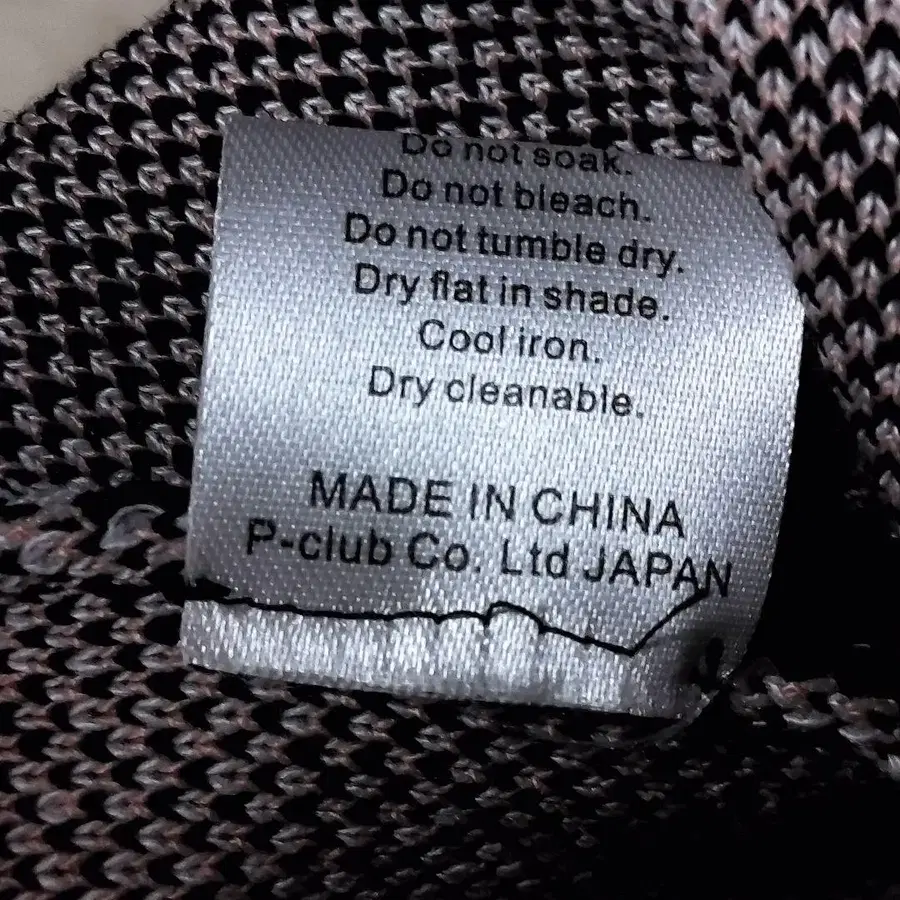 Do not soak.
Do not bleach.
Do not tumble dry.
Dry flat in shade.
Cool iron.
Dry cleanable.
MADE IN CHINA
P-club Co. Ltd JAPAN